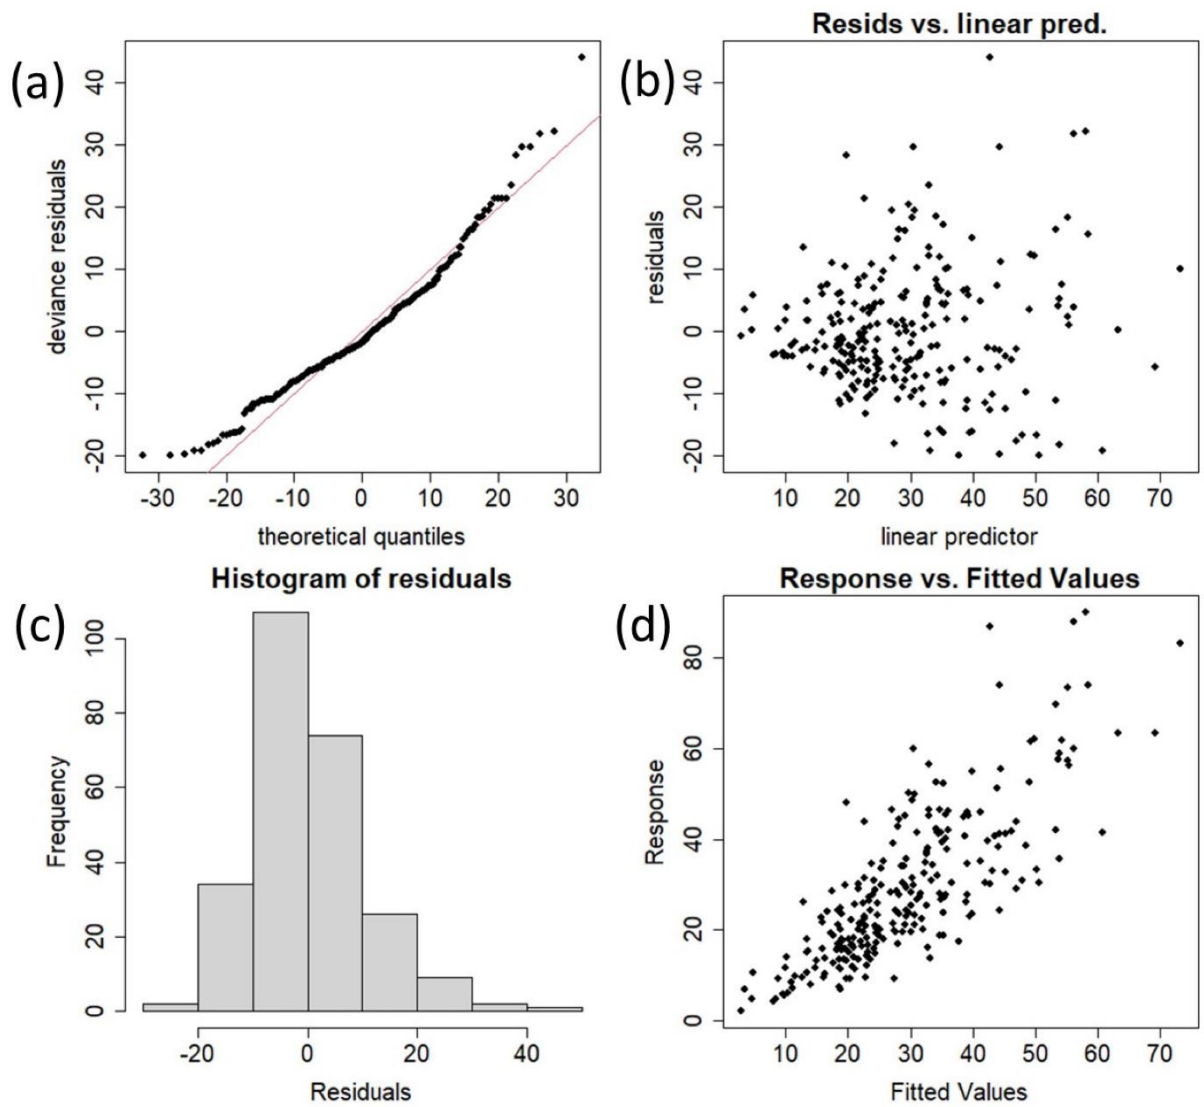 (a)
40
30
20
10
0
-10
-20
deviance residuals
-30 -20 -10 0 10 20 30
theoretical quantiles
Resids vs. linear pred.
(b)
40
30
20
10
0
-10
-20
residuals
10 20 30 40 50 60 70
linear predictor
Histogram of residuals
(c)
100
80
60
40
20
0
Frequency
-20 0 20 40
Residuals
Response vs. Fitted Values
(d)
80
60
40
20
0
Response
10 20 30 40 50 60 70
Fitted Values